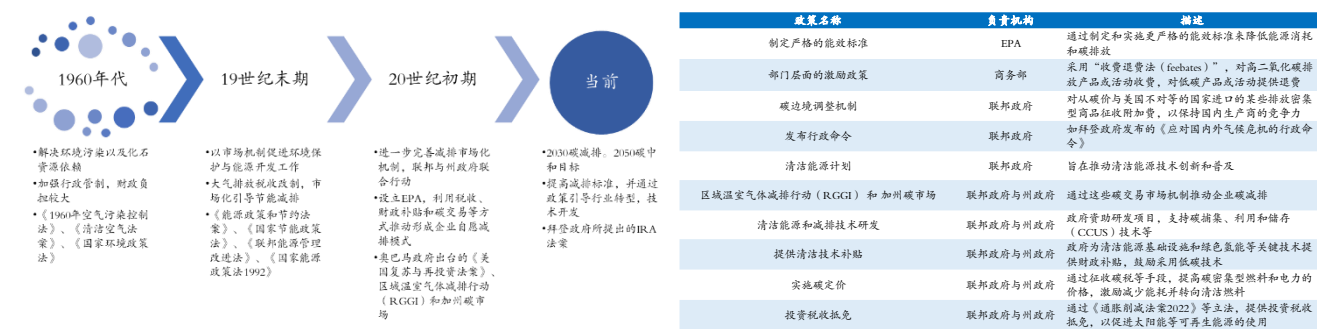 1960年代
19世纪末期
20世纪初期
当前
•解决环境污染以及化石
资源依赖
•加强行政管制，财政负
担较大
•《1960年空气污染控制
法》、《清洁空气法
案》、《国家环境政策
法》
•以市场机制促进环境保
护与能源开发工作
•大气排放税收改制，市
场化引导节能减排
•《能源政策和节约法
案》、《国家节能政策
法》、《联邦能源管理
改进法》、《国家能源
政策法1992》
•进一步完善减排市场化
机制，联邦与州政府联
合行动
•设立EPA，利用税收、
财政补贴和碳交易等方
式推动形成企业自愿减
排模式
•奥巴马政府出台的《美
国复苏与再投资法案》、
区域温室气体减排行动
（RGGI）和加州碳市
场
•2030碳减排。2050碳中
和目标
•提高减排标准，并通过
政策引导行业转型，技
术开发
•拜登政府所提出的IRA
法案
政策名称 负责机构 描述
制定严格的能效标准 EPA 通过制定和实施更严格的能效标准来降低能源消耗
和碳排放
部门层面的激励政策 商务部 采用“收费退费法（feebates）”，对高二氧化碳排
放产品或活动收费，对低碳产品或活动提供退费
碳边境调整机制 联邦政府 对从碳价与美国不对等的国家进口的某些排放密集
型商品征收附加费，以保持国内生产商的竞争力
发布行政命令 联邦政府 如拜登政府发布的《应对国内外气候危机的行政命
令》
清洁能源计划 联邦政府 旨在推动清洁能源技术创新和普及
区域温室气体减排行动（RGGI） 和 加州碳市场 联邦政府与州政府 通过这些碳交易市场机制推动企业碳减排
清洁能源和减排技术研发 联邦政府与州政府 政府资助研发项目，支持碳捕集、利用和储存
（CCUS）技术等
提供清洁技术补贴 联邦政府与州政府 政府为清洁能源基础设施和绿色氢能等关键技术提
供财政补贴，鼓励采用低碳技术
实施碳定价 联邦政府与州政府 通过征收碳税等手段，提高碳密集型燃料和电力的
价格，激励减少能耗并转向清洁燃料
投资税收抵免 联邦政府与州政府 通过《通胀削减法案2022》等立法，提供投资税收
抵免，以促进太阳能等可再生能源的使用